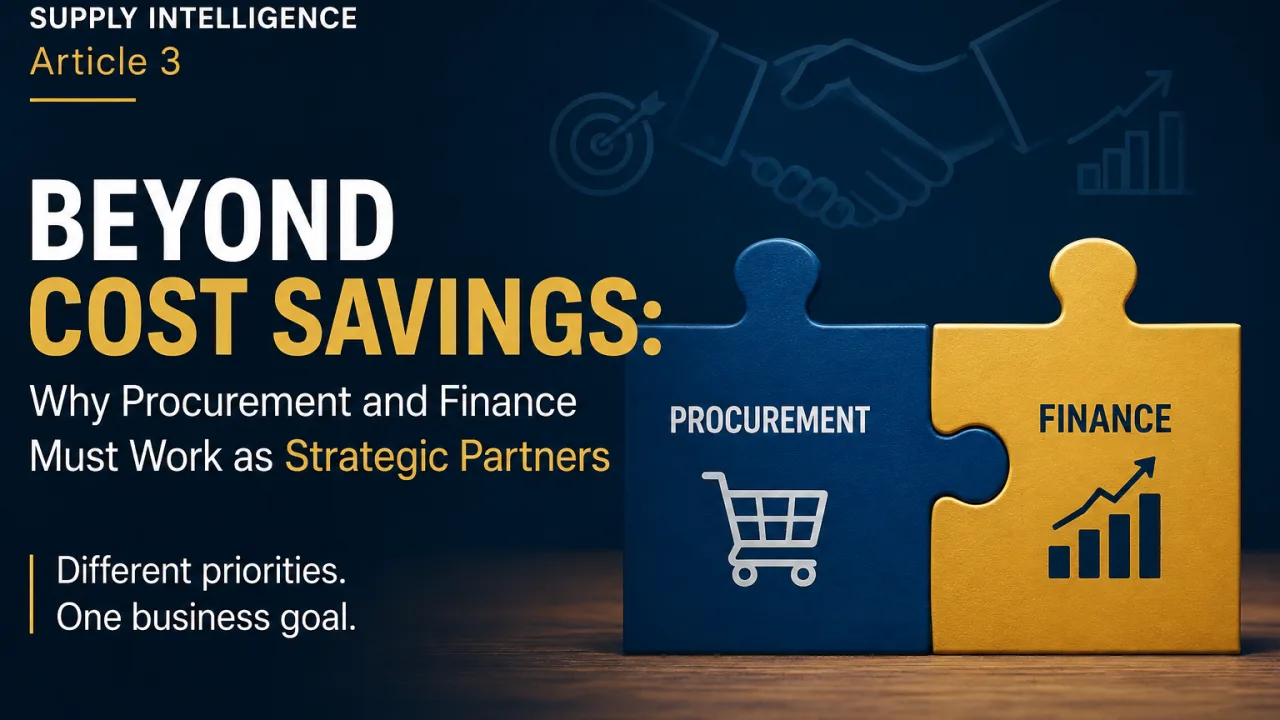 SUPPLY INTELLIGENCE
Article 3
BEYOND
COST SAVINGS:
Why Procurement and Finance
Must Work as Strategic Partners
Different priorities.
One business goal.
PROCUREMENT
FINANCE